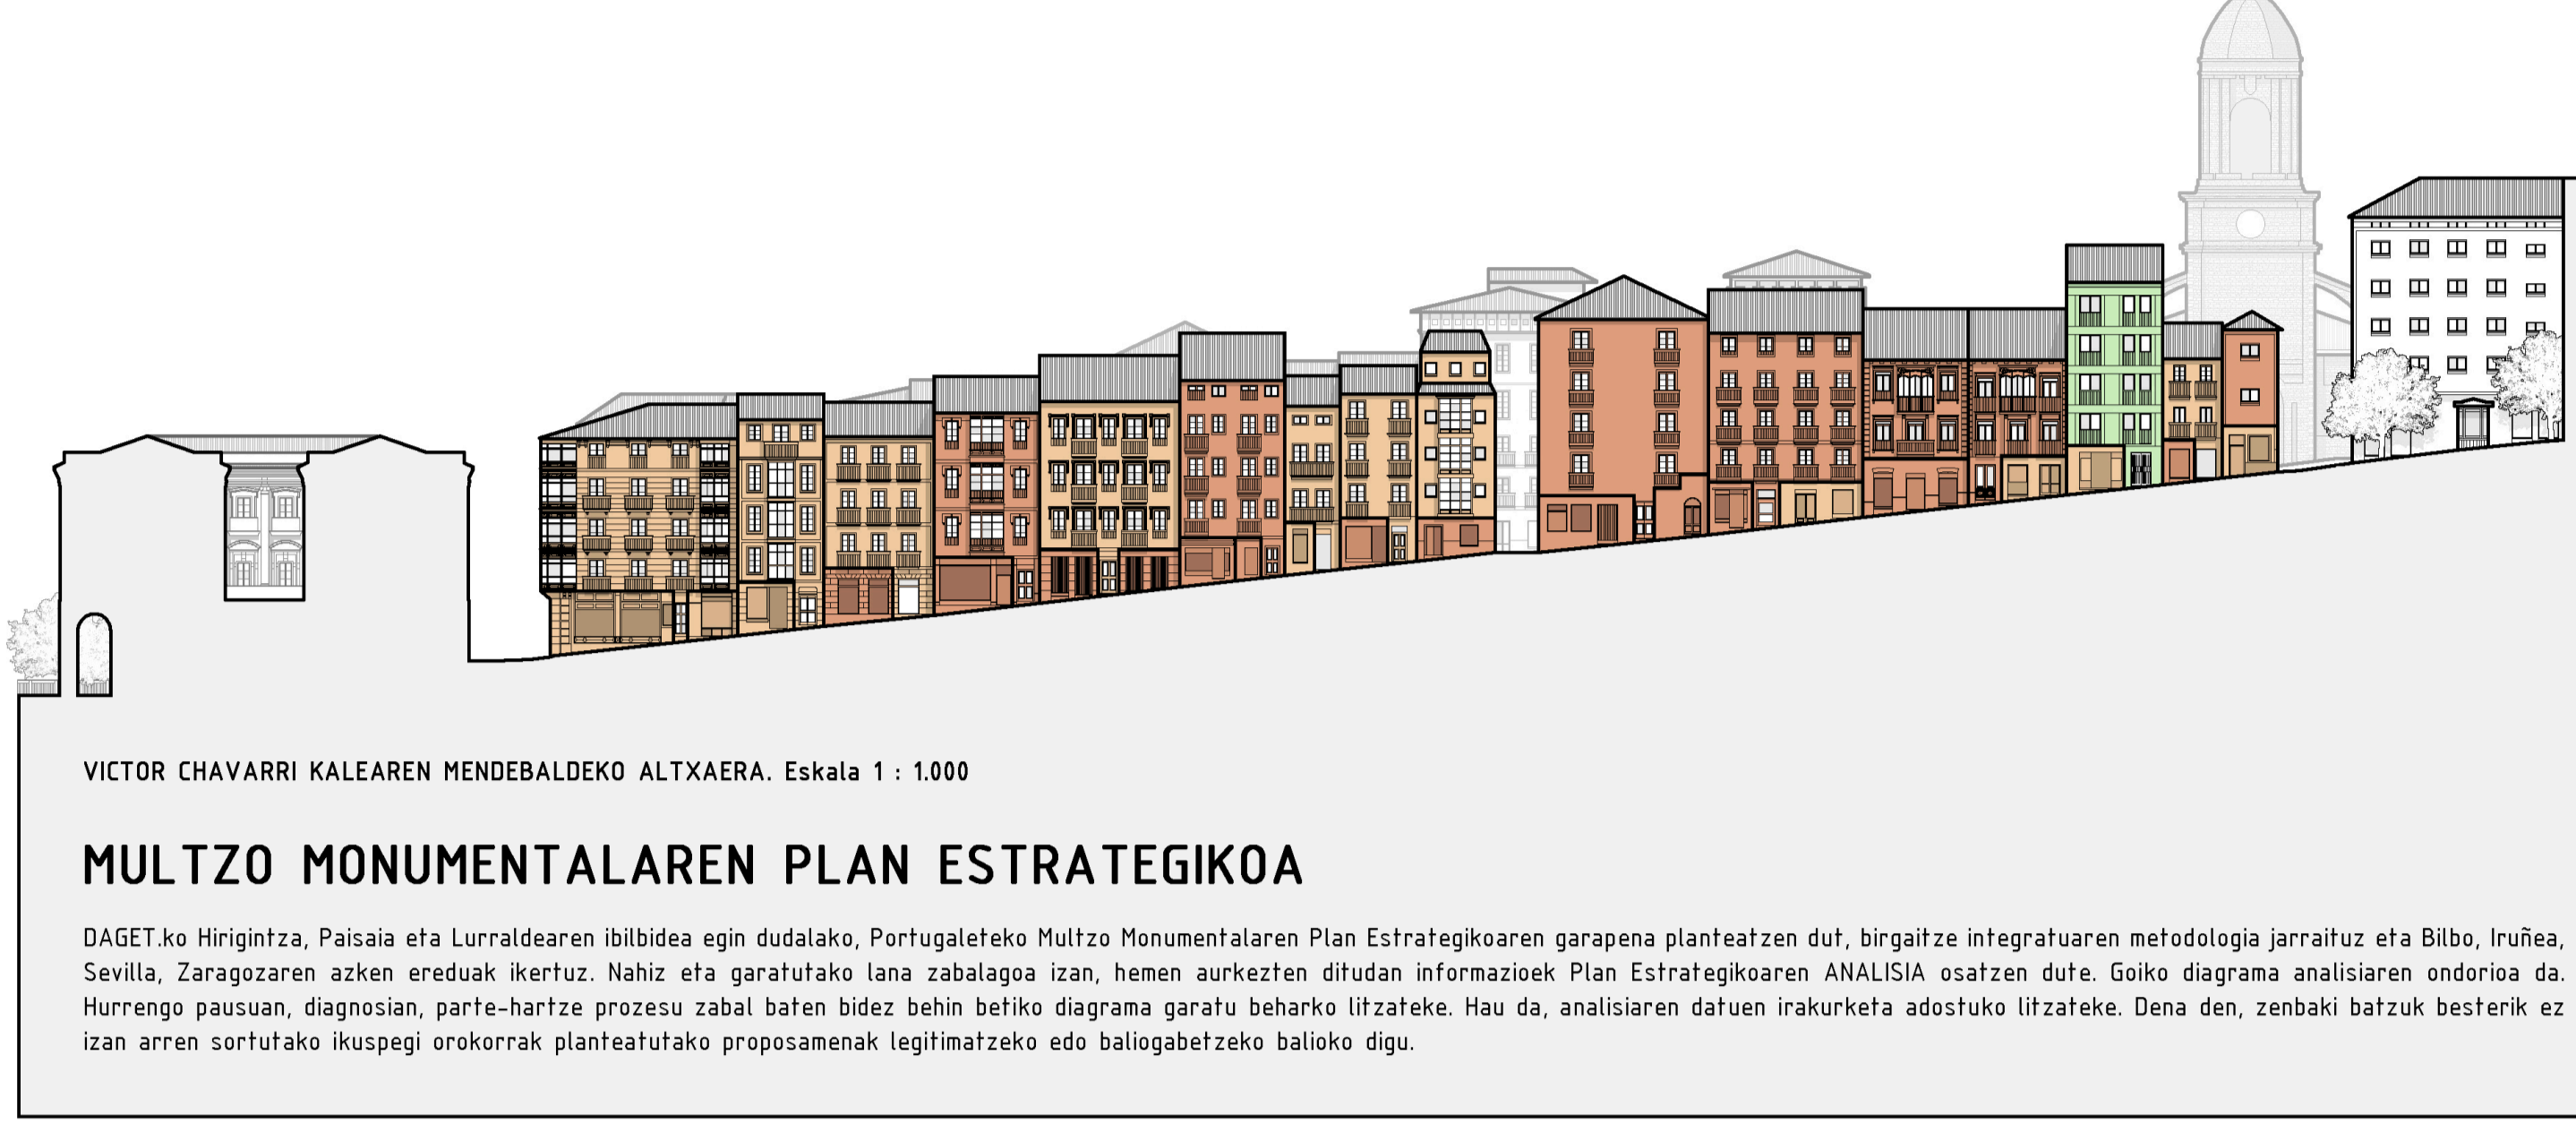 VICTOR CHAVARRI KALEAREN MENDEBALDEKO ALTXAERA. Eskala 1 : 1.000
MULTZO MONUMENTALAREN PLAN ESTRATEGIKOA
DAGET.ko Hirigintza, Paisaia eta Lurraldearen ibilbidea egin dudalako, Portugaleteko Multzo Monumentalaren Plan Estrategikoaren garapena planteatzen dut, birgaitze integratuaren metodologia jarraituz eta Bilbo, Iruñea,
Sevilla, Zaragozaren azken ereduak ikertuz. Nahiz eta garatutako lana zabalagoa izan, hemen aurkezten ditudan informazioek Plan Estrategikoaren ANALISIA osatzen dute. Goiko diagrama analisiaren ondorioa da.
Hurrengo pausuan, diagnosian, parte-hartze prozesu zabal baten bidez behin betiko diagrama garatu beharko litzateke. Hau da, analisiaren datuen irakurketa adostuko litzateke. Dena den, zenbaki batzuk besterik ez
izan arren sortutako ikuspegi orokorrak planteatutako proposamenak legitimatzeko edo baliogabetzeko balioko digu.